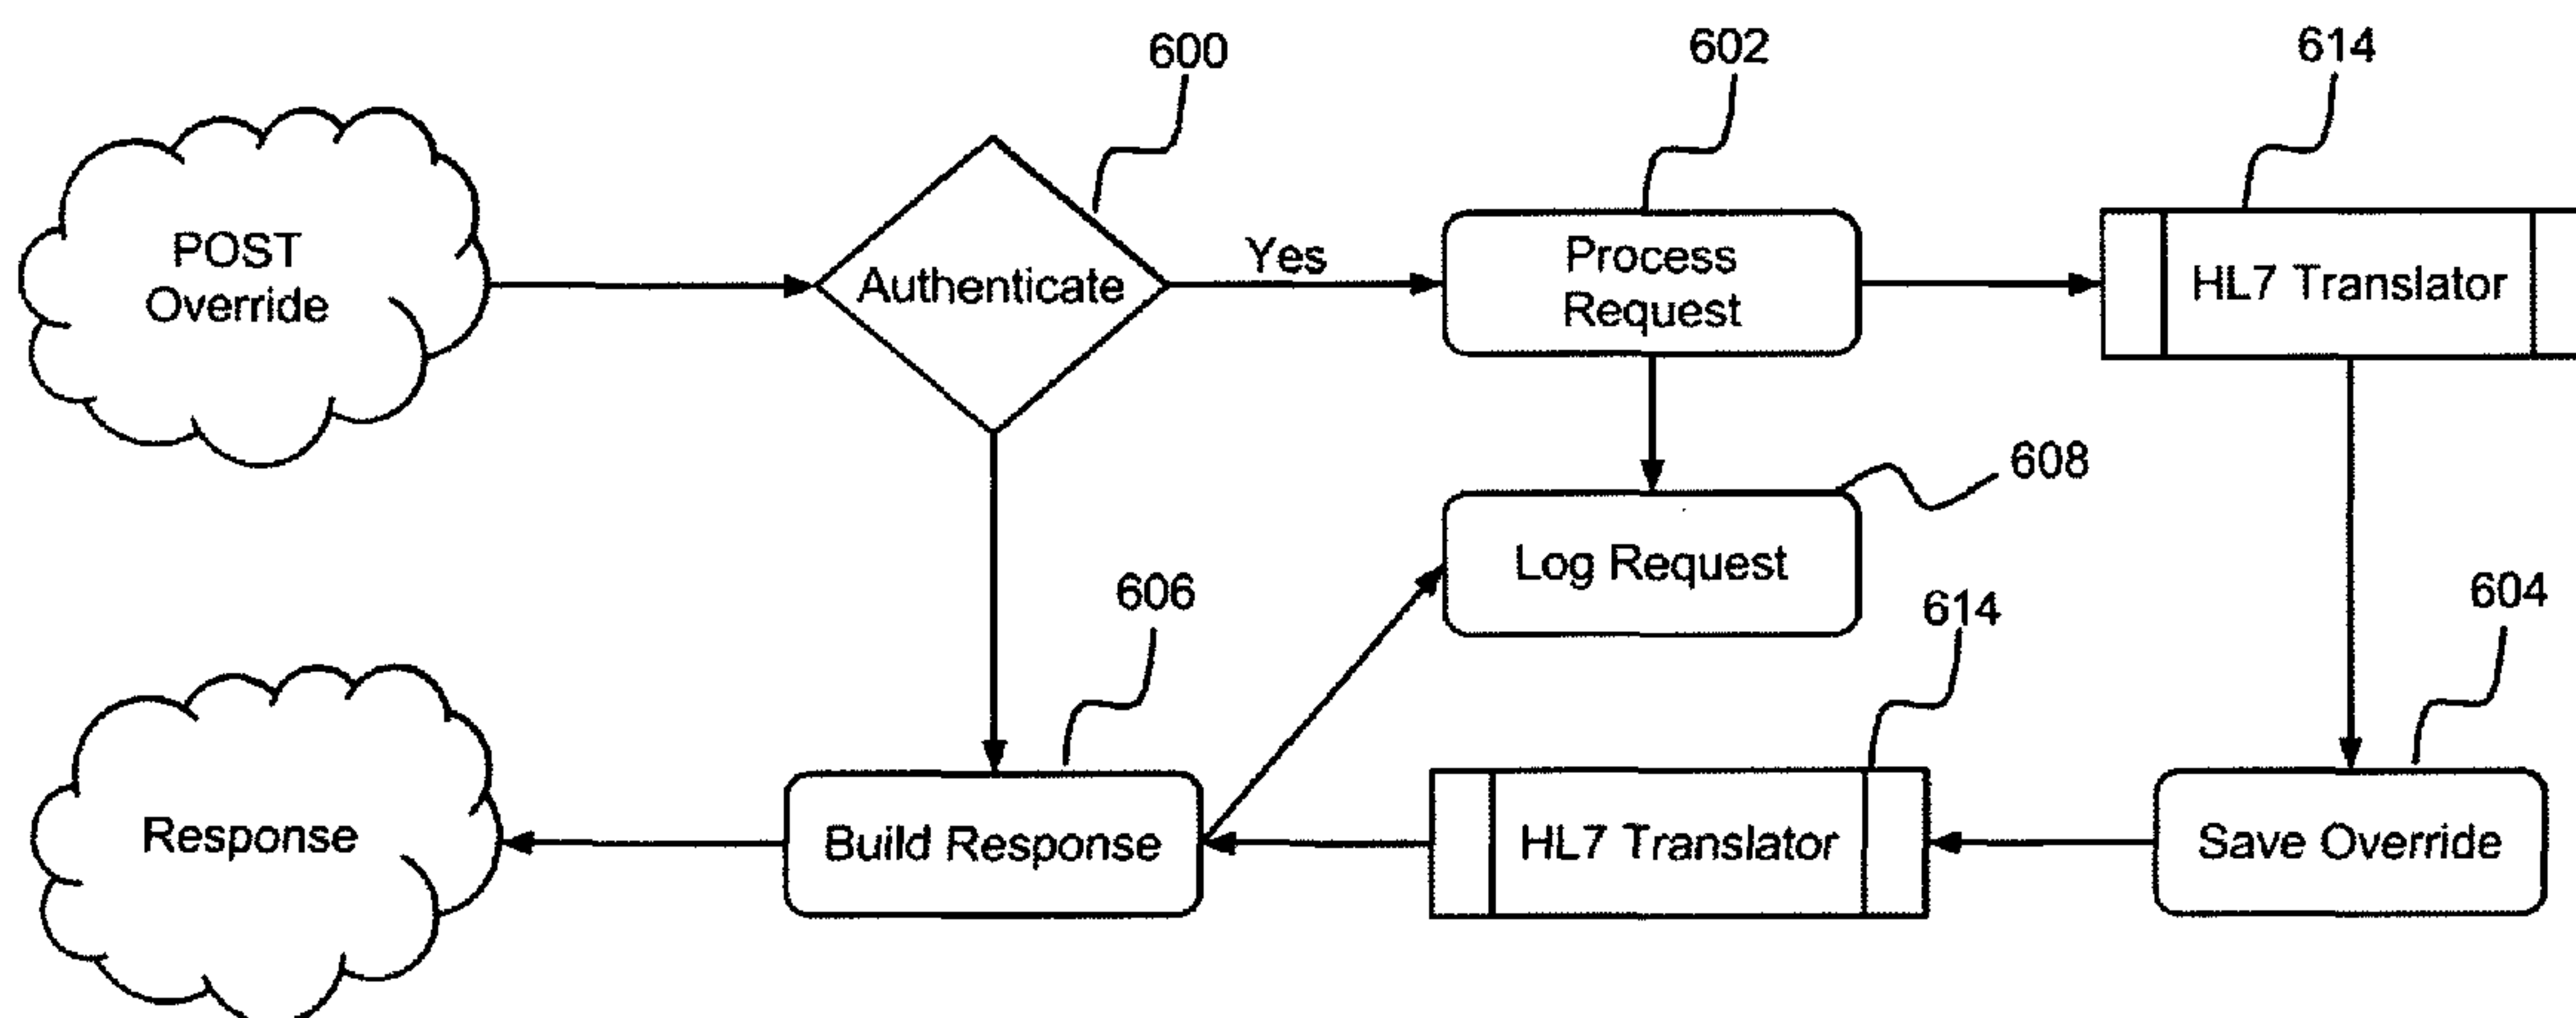 600
602
614
POST
Override
Authenticate
Yes
Process
Request
HL7 Translator
608
Log Request
606
614
604
Response
Build Response
HL7 Translator
Save Override